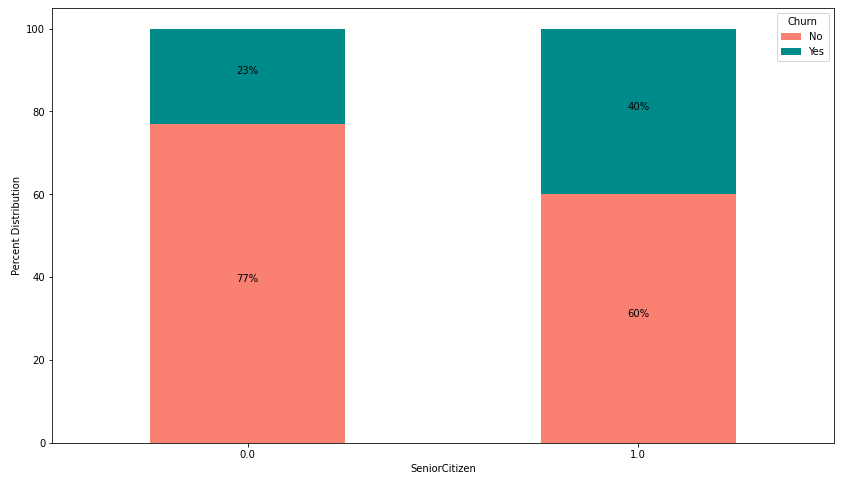 Churn
No
Yes
100
80
60
40
20
0
Percent Distribution
23%
40%
77%
60%
0.0
1.0
SeniorCitizen